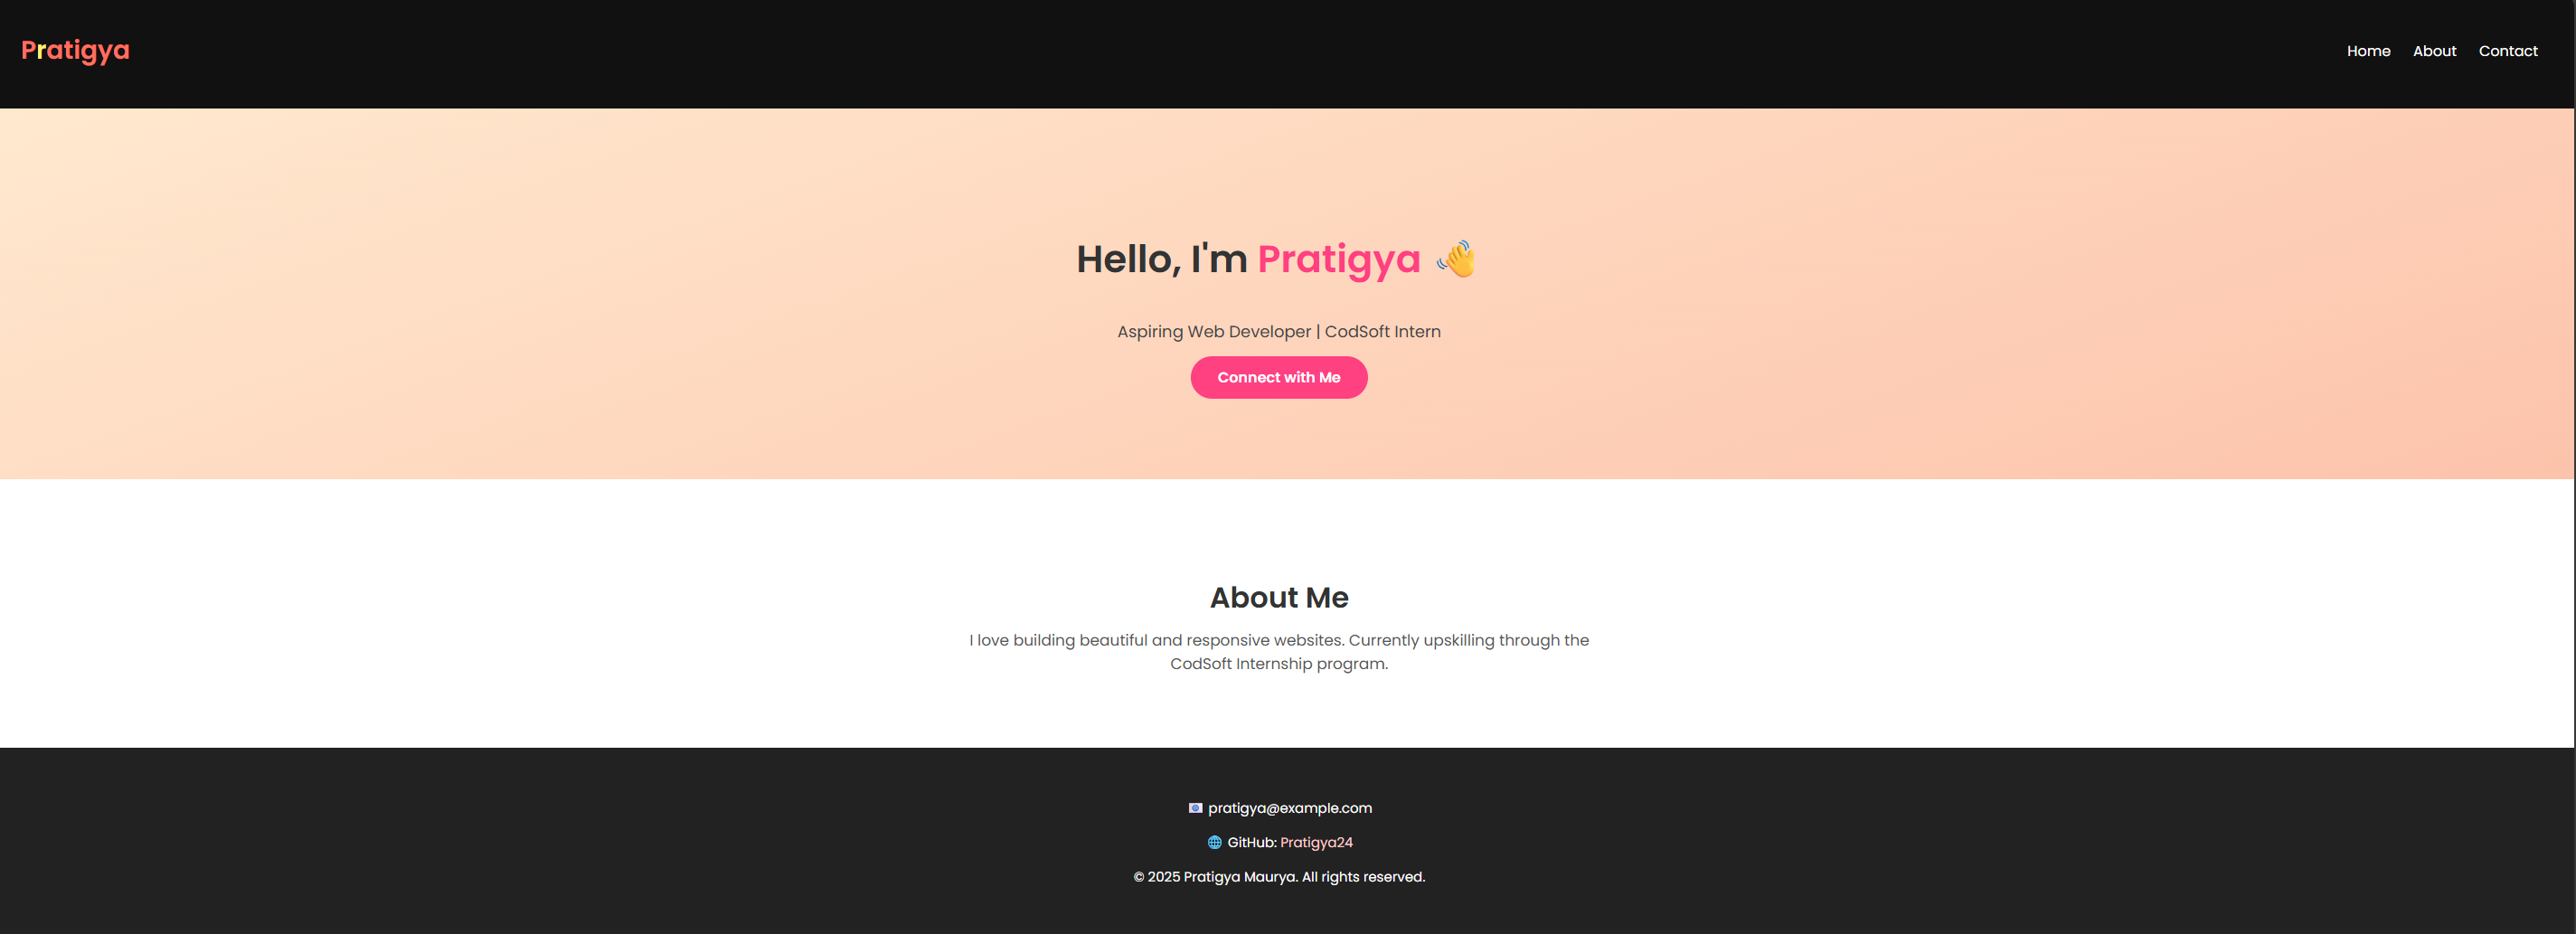 Pratigya
Home About Contact
Hello, I'm Pratigya 👋
Aspiring Web Developer | CodSoft Intern
Connect with Me
About Me
I love building beautiful and responsive websites. Currently upskilling through the
CodSoft Internship program.
📧 pratigya@example.com
🌐 GitHub: Pratigya24
© 2025 Pratigya Maurya. All rights reserved.